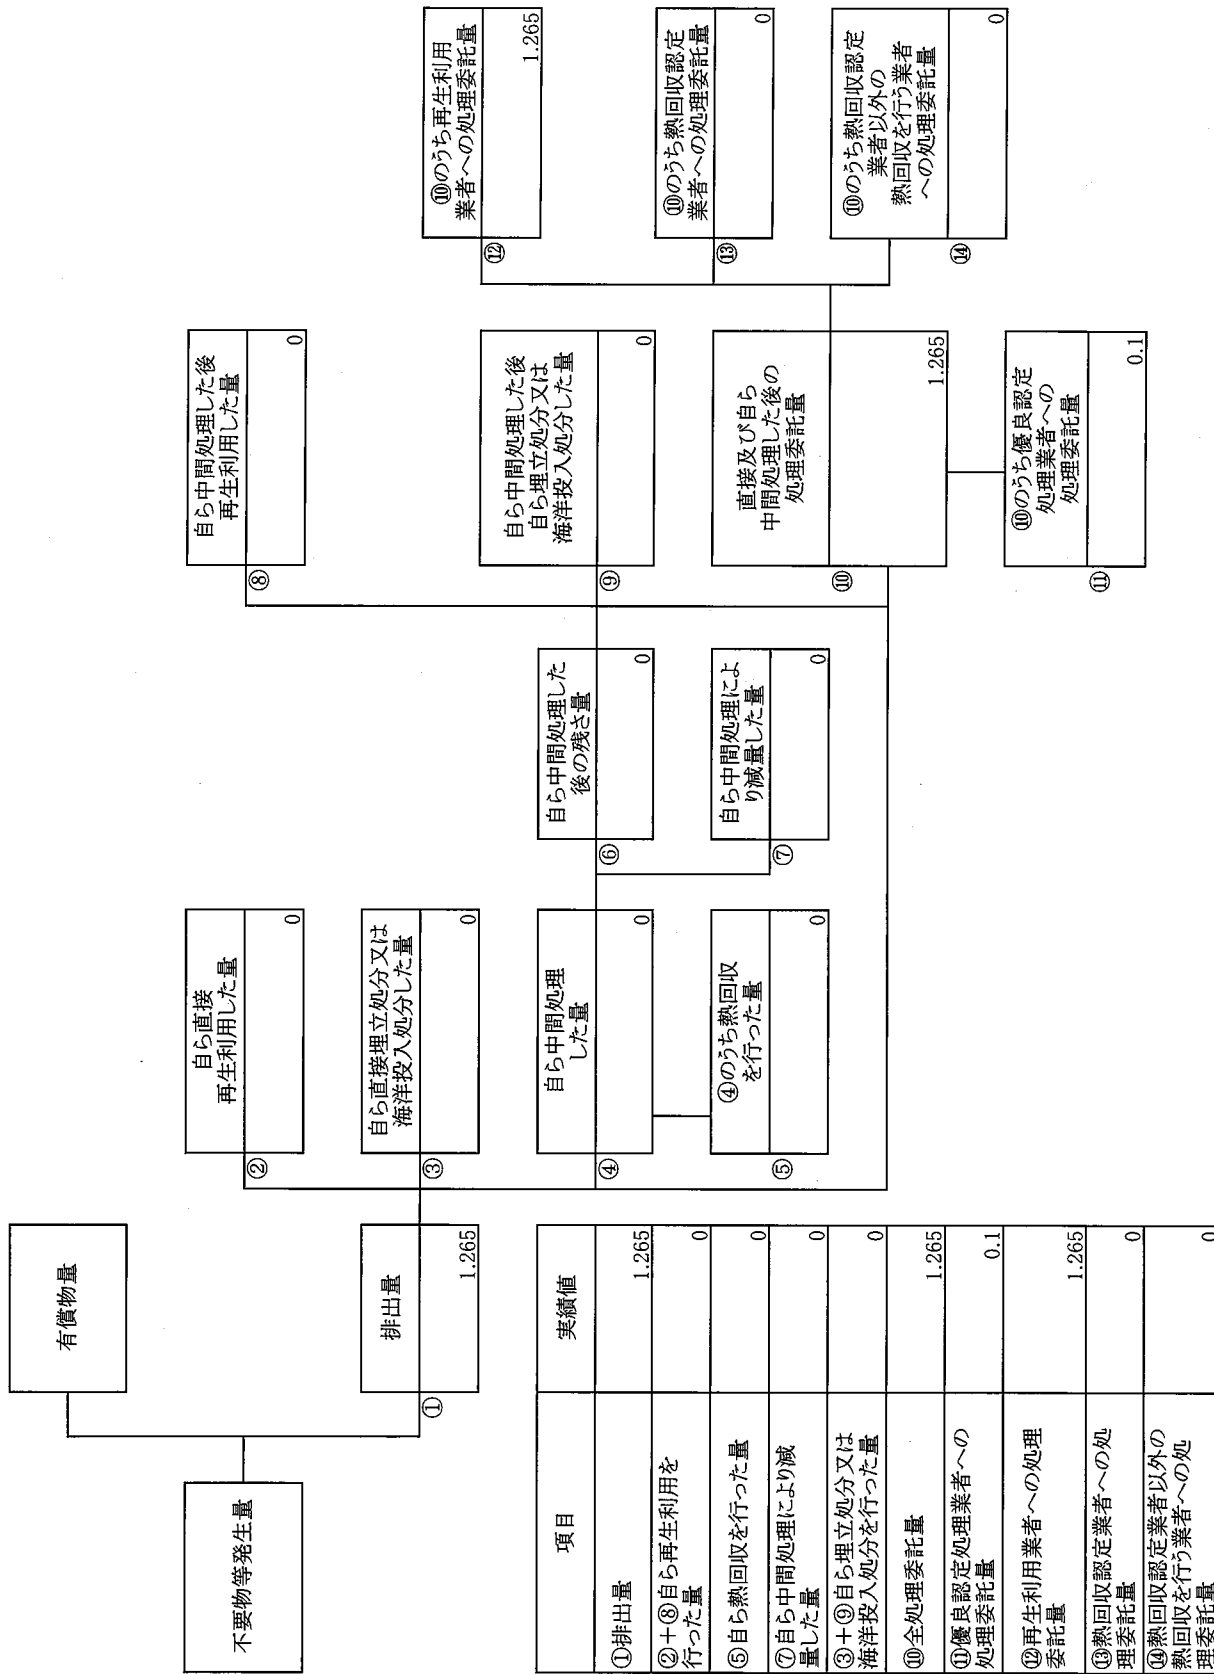 不要物等発生量
有償物量
排出量
①
1.265
自ら直接
再生利用した量
②
0
自ら直接埋立処分又は
海洋投入処分した量
③
0
自ら中間処理
した量
④
0
④のうち熱回収
を行った量
⑤
0
自ら中間処理した
後の残さ量
⑥
0
自ら中間処理によ
り減量した量
⑦
0
自ら中間処理した後
再生利用した量
⑧
0
自ら中間処理した後
自ら埋立処分又は
海洋投入処分した量
⑨
0
直接及び自ら
中間処理した後の
処理委託量
⑩
1.265
⑩のうち優良認定
処理業者への
処理委託量
⑪
0.1
⑩のうち再生利用
業者への処理委託量
⑫
1.265
⑩のうち熱回収認定
業者への処理委託量
⑬
0
⑩のうち熱回収認定
業者以外の
熱回収を行う業者
への処理委託量
⑭
0
項目 実績値
①排出量 1.265
②+⑧自ら再生利用を
行った量 0
⑤自ら熱回収を行った量 0
⑦自ら中間処理により減
量した量 0
③+⑨自ら埋立処分又は
海洋投入処分を行った量 0
⑩全処理委託量 1.265
⑪優良認定処理業者への
処理委託量 0.1
⑫再生利用業者への処理
委託量 1.265
⑬熱回収認定業者への処
理委託量 0
⑭熱回収認定業者以外の
熱回収を行う業者への処
理委託量 0